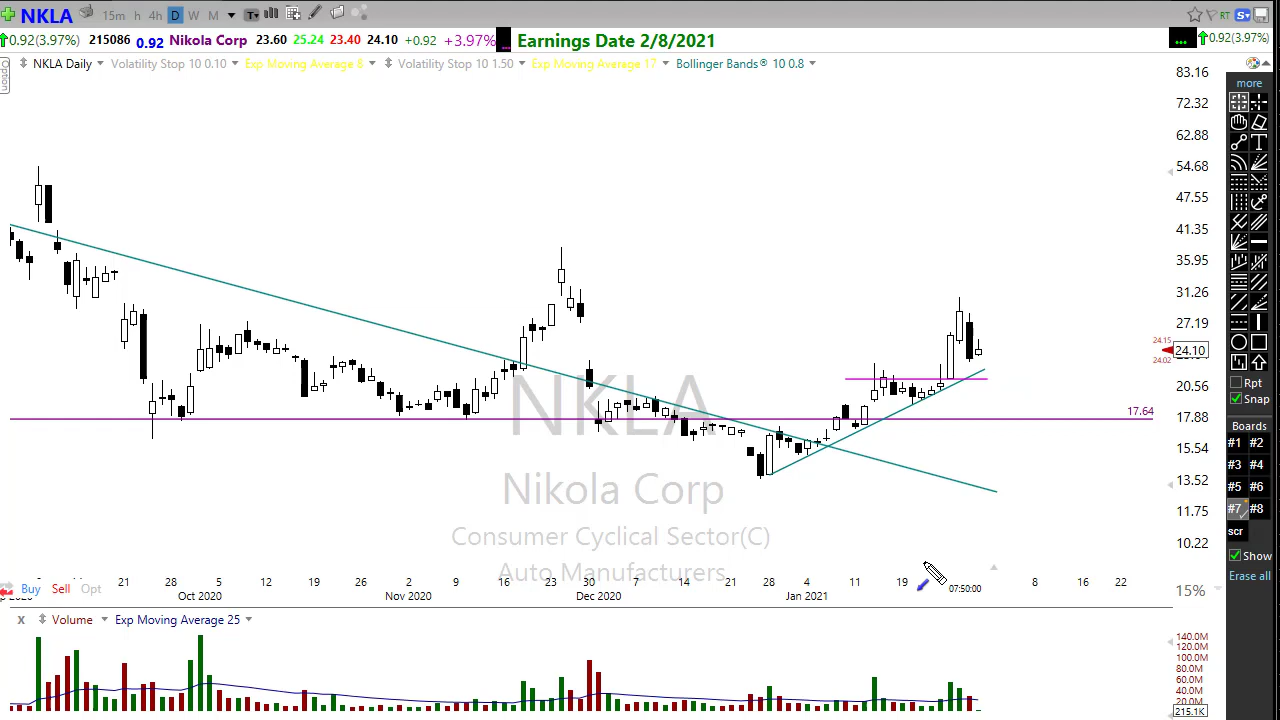 NKLA 15m h 4h D W M RT S
0.92(3.97%) 215086 0.92 Nikola Corp 23.60 25.24 23.40 24.10 +0.92 +3.97% ... Earnings Date 2/8/2021 ... 0.92(3.97%)
NKLA Daily Volatility Stop 10 0.10 Exp Moving Average 8 Volatility Stop 10 1.50 Exp Moving Average 17 Bollinger Bands® 10 0.8
Option
83.16
72.32
62.88
54.68
47.55
41.35
35.95
31.26
27.19
24.15
24.10
24.02
20.56
17.64
17.88
15.54
13.52
11.75
10.22
15%
NKLA
Nikola Corp
Consumer Cyclical Sector(C)
Auto Manufacturers
21 28 5 12 19 26 2 9 16 23 30 7 14 21 28 4 11 19 07:50:00 8 16 22
Oct 2020 Nov 2020 Dec 2020 Jan 2021
Buy Sell Opt
X Volume Exp Moving Average 25
140.0M
120.0M
100.0M
80.0M
60.0M
40.0M
20.0M
215.1K
more
T
Rpt
Snap
Boards
#1 #2
#3 #4
#5 #6
#7 #8
scr
Show
Erase all